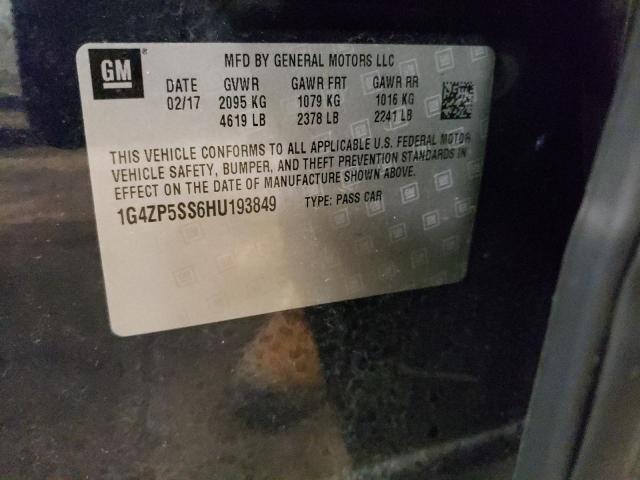 GM
MFD BY GENERAL MOTORS LLC
DATE GVWR GAWR FRT GAWR RR
02/17 2095 KG 1079 KG 1016 KG
4619 LB 2378 LB 2241 LB
THIS VEHICLE CONFORMS TO ALL APPLICABLE U.S. FEDERAL MOTOR
VEHICLE SAFETY, BUMPER, AND THEFT PREVENTION STANDARDS IN
EFFECT ON THE DATE OF MANUFACTURE SHOWN ABOVE.
1G4ZP5SS6HU193849 TYPE: PASS CAR